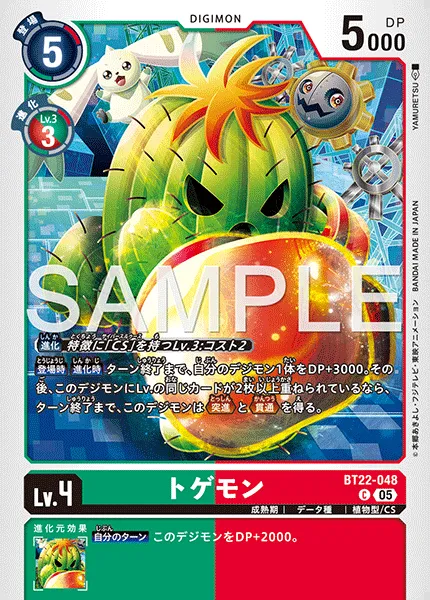 登場
5
DIGIMON
DP
5000
進化
Lv.3
3
YAMURETSU
SAMPLE
進化 特徴に「CS」を持つLv.3:コスト2
登場時 進化時 ターン終了まで、自分のデジモン1体をDP+3000。その
後、このデジモンにLv.の同じカードが2枚以上重ねられているなら、
ターン終了まで、このデジモンは≪突進≫と≪貫通≫を得る。
©本郷あきよし・フジテレビ・東映アニメーション BANDAI MADE IN JAPAN
Lv.4
トゲモン
BT22-048
C 05
成熟期 データ種 植物型/CS
進化元効果
自分のターン このデジモンをDP+2000。